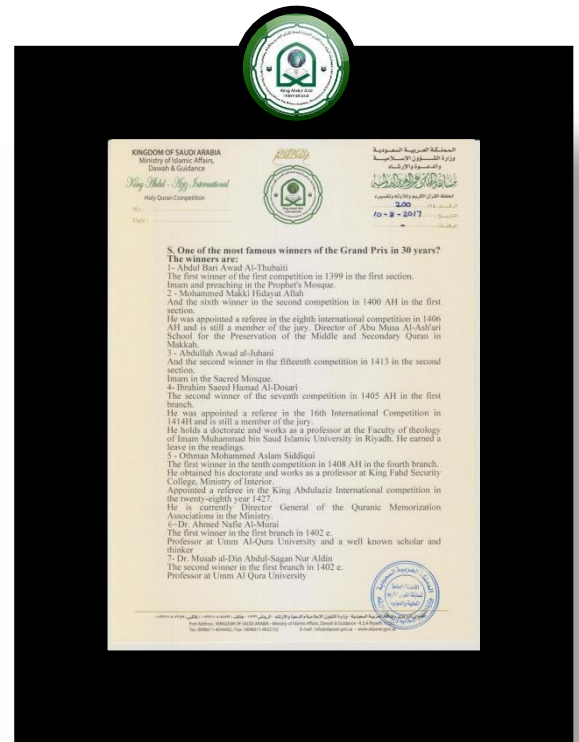 King Abdul Aziz
International
KINGDOM OF SAUDI ARABIA
Ministry of Islamic Affairs,
Dawah & Guidance
King Abdul - Aziz International
Holy Quran Competition
No.:
Date:
المملكة العربية السعودية
وزارة الشؤون الإسلامية
والدعوة والإرشاد
لحفظ القرآن الكريم وتلاوته وتفسيره
200
10-8-2017
S. One of the most famous winners of the Grand Prix in 30 years?
The winners are:
1- Abdul Bari Awad Al-Thubaiti
The first winner of the first competition in 1399 in the first section.
Imam and preaching in the Prophet's Mosque.
2 - Mohammed Makki Hidayat Allah
And the sixth winner in the second competition in 1400 AH in the first
section.
He was appointed a referee in the eighth international competition in 1406
AH and is still a member of the jury. Director of Abu Musa Al-Ash'ari
School for the Preservation of the Middle and Secondary Quran in
Makkah.
3 - Abdullah Awad al-Juhani
And the second winner in the fifteenth competition in 1413 in the second
section.
Imam in the Sacred Mosque.
4- Ibrahim Saeed Hamad Al-Dosari
The second winner of the seventh competition in 1405 AH in the first
branch.
He was appointed a referee in the 16th International Competition in
1414H and is still a member of the jury.
He holds a doctorate and works as a professor at the Faculty of theology
of Imam Muhammad bin Saud Islamic University in Riyadh. He earned a
leave in the readings.
5 - Othman Mohammed Aslam Siddiqui
The first winner in the tenth competition in 1408 AH in the fourth branch.
He obtained his doctorate and works as a professor at King Fahd Security
College, Ministry of Interior.
Appointed a referee in the King Abdulaziz International competition in
the twenty-eighth year 1427.
He is currently Director General of the Quranic Memorization
Associations in the Ministry.
6-Dr. Ahmed Nafie Al-Murai
The first winner in the first branch in 1402 e.
Professor at Umm Al-Qura University and a well known scholar and
thinker
7- Dr. Musab al-Din Abdul-Sagan Nur Aldin
The second winner in the first branch in 1402 e.
Professor at Umm Al Qura University